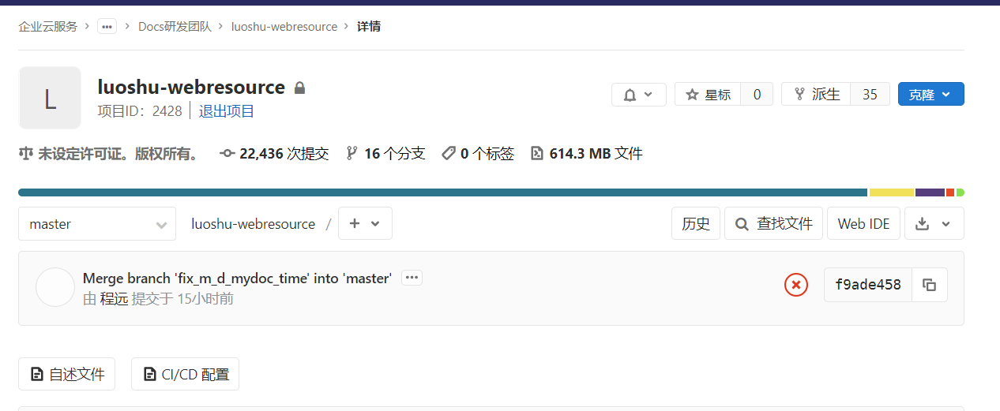 企业云服务 > ... > Docs研发团队 > luoshu-webresource > 详情
L
luoshu-webresource
项目ID: 2428 | 退出项目
星标 0 派生 35 克隆
未设定许可证。版权所有。 22,436 次提交 16 个分支 0 个标签 614.3 MB 文件
master luoshu-webresource / + 历史 查找文件 Web IDE
Merge branch 'fix_m_d_mydoc_time' into 'master' ...
由 程远 提交于 15小时前
f9ade458
自述文件 CI/CD 配置